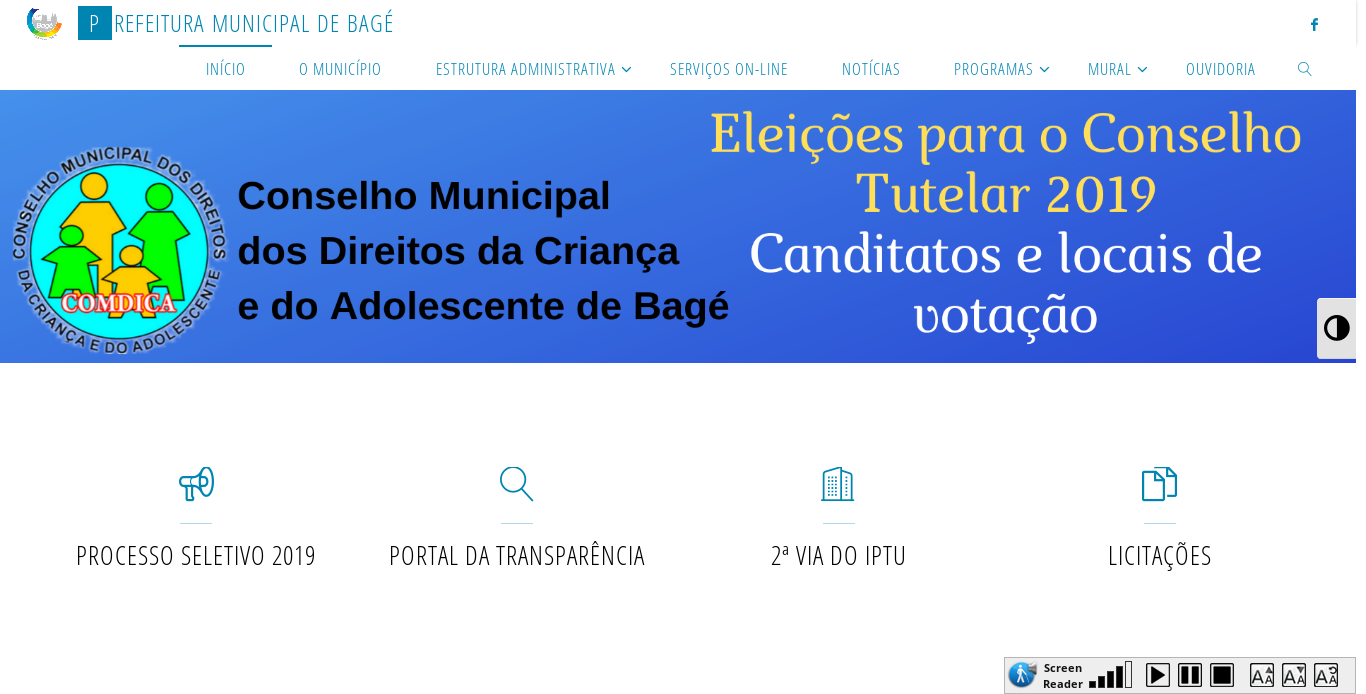 PREFEITURA MUNICIPAL DE BAGÉ
INÍCIO O MUNICÍPIO ESTRUTURA ADMINISTRATIVA SERVIÇOS ON-LINE NOTÍCIAS PROGRAMAS MURAL OUVIDORIA
CONSELHO MUNICIPAL DOS DIREITOS
DA CRIANÇA E DO ADOLESCENTE
COMDICA
Conselho Municipal
dos Direitos da Criança
e do Adolescente de Bagé
Eleições para o Conselho
Tutelar 2019
Canditatos e locais de
votação
PROCESSO SELETIVO 2019
PORTAL DA TRANSPARÊNCIA
2ª VIA DO IPTU
LICITAÇÕES
Screen
Reader